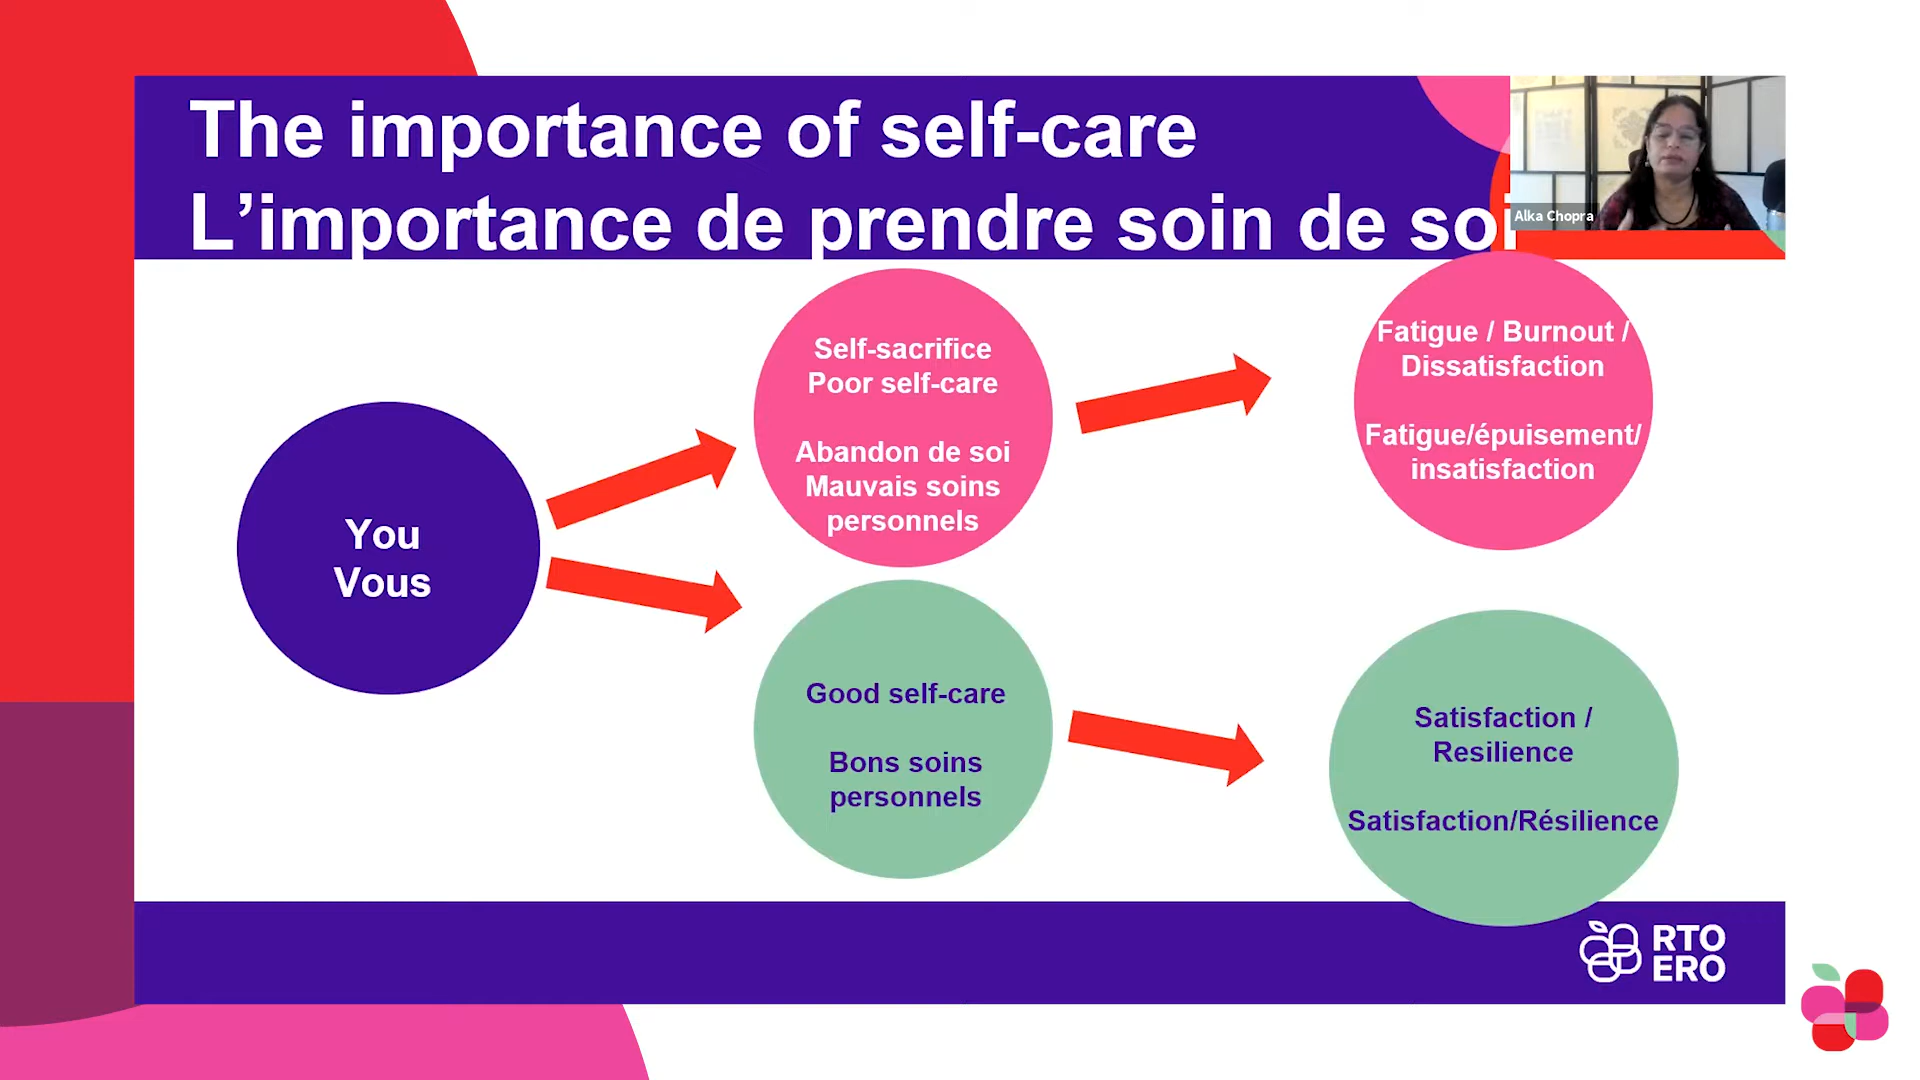 The importance of self-care
L’importance de prendre soin de soi
Alka Chopra
You
Vous
Self-sacrifice
Poor self-care
Abandon de soi
Mauvais soins
personnels
Fatigue / Burnout /
Dissatisfaction
Fatigue/épuisement/
insatisfaction
Good self-care
Bons soins
personnels
Satisfaction /
Resilience
Satisfaction/Résilience
RTO
ERO